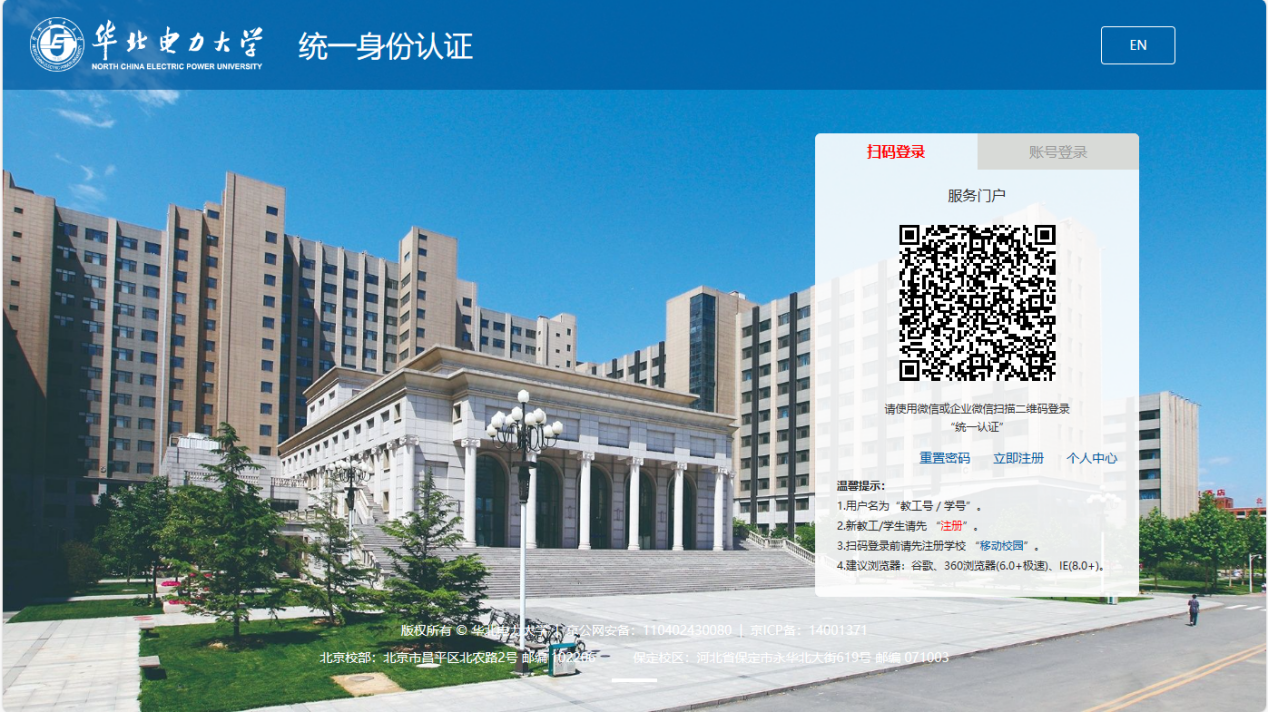 华北电力大学
NORTH CHINA ELECTRIC POWER UNIVERSITY
统一身份认证
EN
扫码登录 账号登录
服务门户
请使用微信或企业微信扫描二维码登录
“统一认证”
重置密码 立即注册 个人中心
温馨提示：
1.用户名为“教工号 / 学号”。
2.新教工/学生请先 “注册”。
3.扫码登录前请先注册学校 “移动校园”。
4.建议浏览器：谷歌、360浏览器(6.0+极速)、IE(8.0+)。
版权所有 © 华北电力大学 | 京公网安备：110402430080 | 京ICP备：14001371
北京校部：北京市昌平区北农路2号 邮编 102206 保定校区：河北省保定市永华北大街619号 邮编 071003